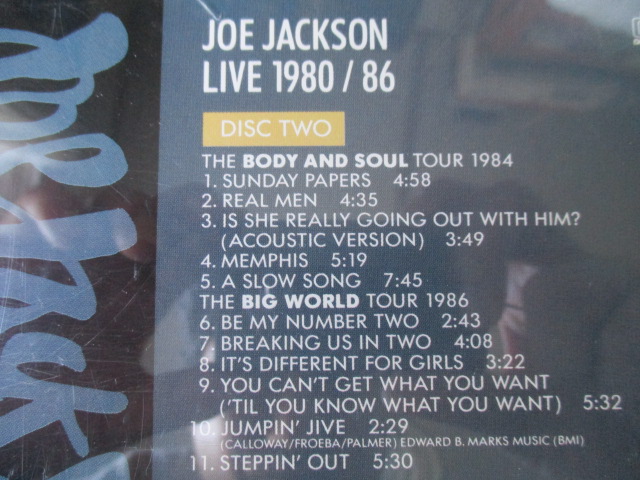 JOE JACKSON
LIVE 1980 / 86
DISC TWO
THE BODY AND SOUL TOUR 1984
1. SUNDAY PAPERS 4:58
2. REAL MEN 4:35
3. IS SHE REALLY GOING OUT WITH HIM?
(ACOUSTIC VERSION) 3:49
4. MEMPHIS 5:19
5. A SLOW SONG 7:45
THE BIG WORLD TOUR 1986
6. BE MY NUMBER TWO 2:43
7. BREAKING US IN TWO 4:08
8. IT'S DIFFERENT FOR GIRLS 3:22
9. YOU CAN'T GET WHAT YOU WANT
('TIL YOU KNOW WHAT YOU WANT) 5:32
10. JUMPIN' JIVE 2:29
(CALLOWAY/FROEBA/PALMER) EDWARD B. MARKS MUSIC (BMI)
11. STEPPIN' OUT 5:30